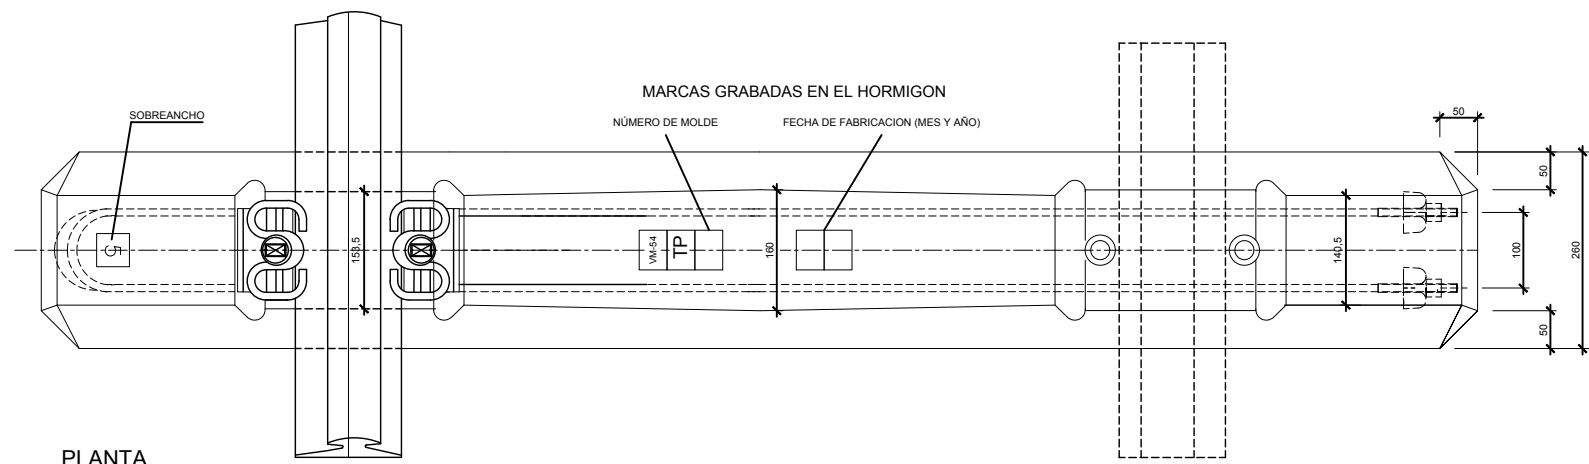 MARCAS GRABADAS EN EL HORMIGON
SOBREANCHO
NÚMERO DE MOLDE
FECHA DE FABRICACION (MES Y AÑO)
50
50
5
153,5
VM-54
TP
160
140,5
100
260
50
PLANTA